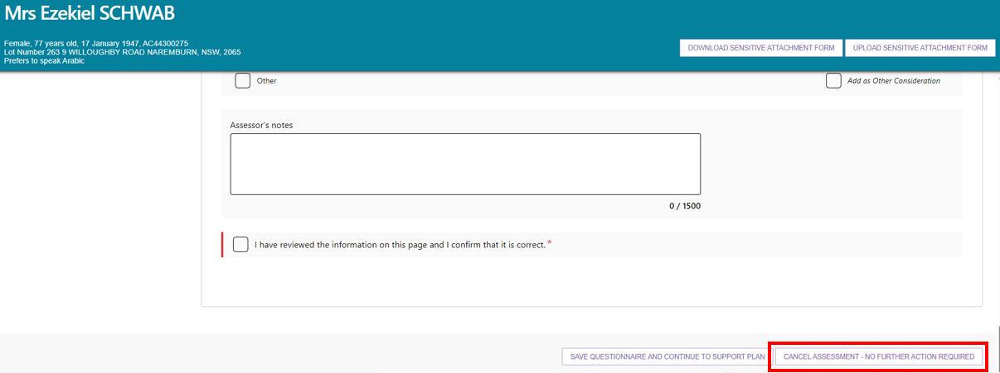 Mrs Ezekiel SCHWAB
Female, 77 years old, 17 January 1947, AC44300275
Lot Number 263 9 WILLOUGHBY ROAD NAREMBURN, NSW, 2065
Prefers to speak Arabic
DOWNLOAD SENSITIVE ATTACHMENT FORM
UPLOAD SENSITIVE ATTACHMENT FORM
Other
Add as Other Consideration
Assessor's notes
0 / 1500
I have reviewed the information on this page and I confirm that it is correct. *
SAVE QUESTIONNAIRE AND CONTINUE TO SUPPORT PLAN
CANCEL ASSESSMENT - NO FURTHER ACTION REQUIRED